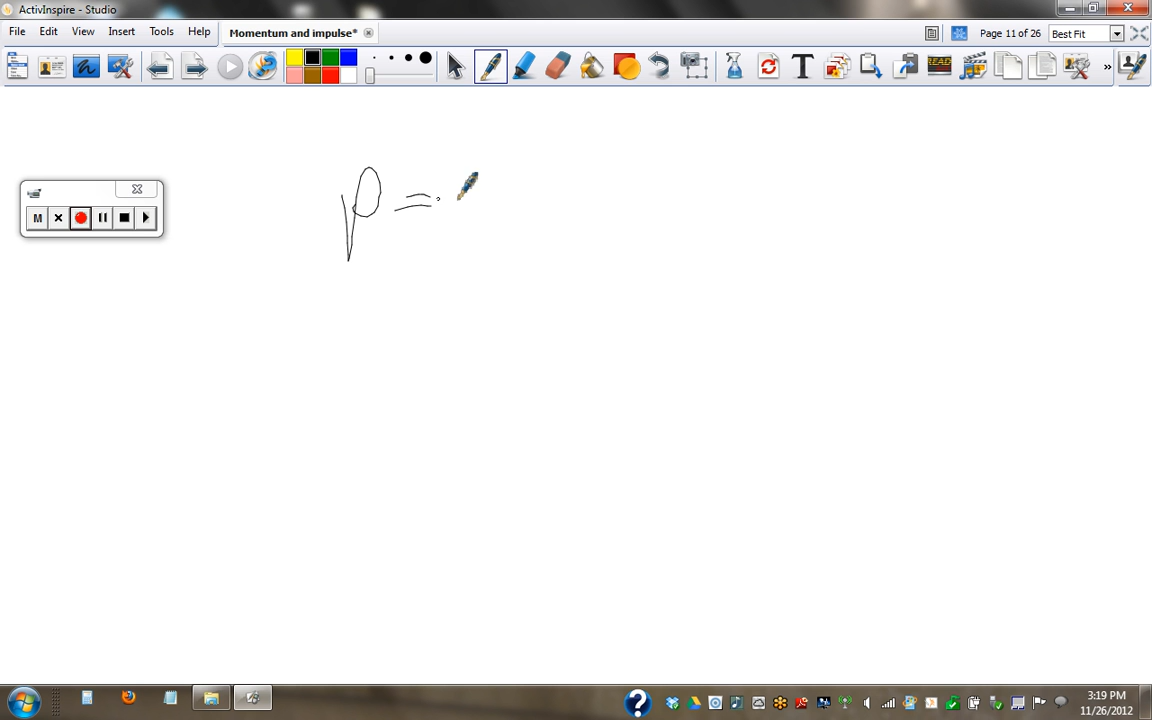 ActivInspire - Studio
File Edit View Insert Tools Help Momentum and impulse* Page 11 of 26 Best Fit
READ T »
p =
M
?
3:19 PM
11/26/2012